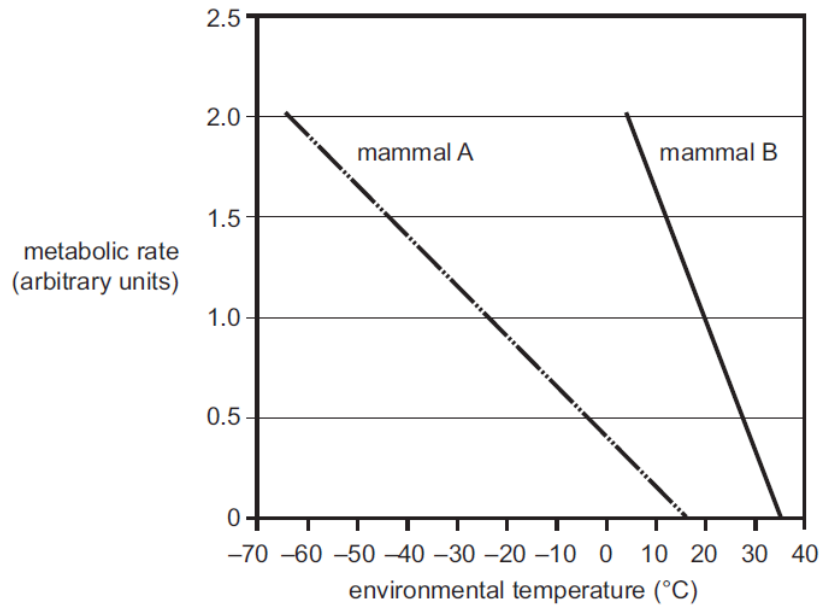 2.5
2.0
mammal A mammal B
1.5
metabolic rate
(arbitrary units)
1.0
0.5
0
–70 –60 –50 –40 –30 –20 –10 0 10 20 30 40
environmental temperature (°C)